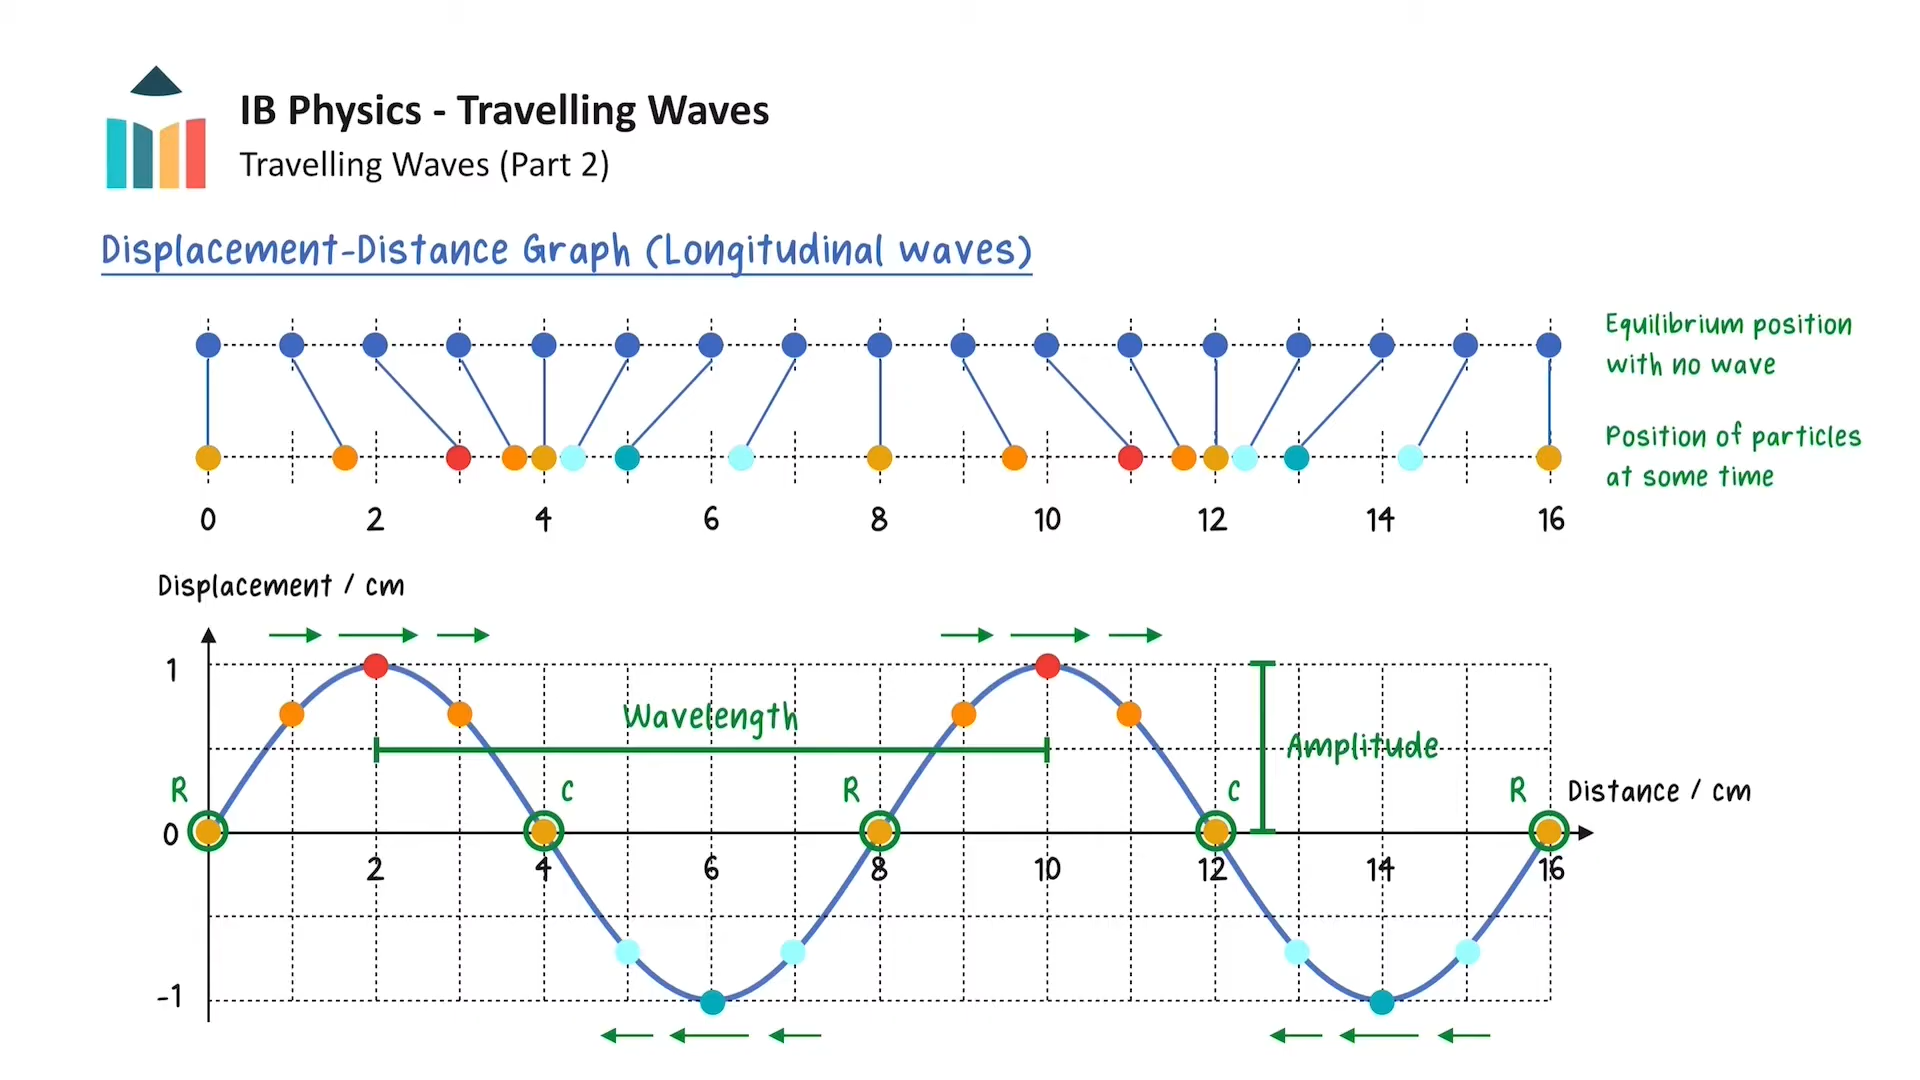 IB Physics - Travelling Waves
Travelling Waves (Part 2)
Displacement-Distance Graph (Longitudinal waves)
Equilibrium position
with no wave
Position of particles
at some time
0 2 4 6 8 10 12 14 16
Displacement / cm
1
Wavelength
Amplitude
R C R C R Distance / cm
0
2 4 6 8 10 12 14 16
-1